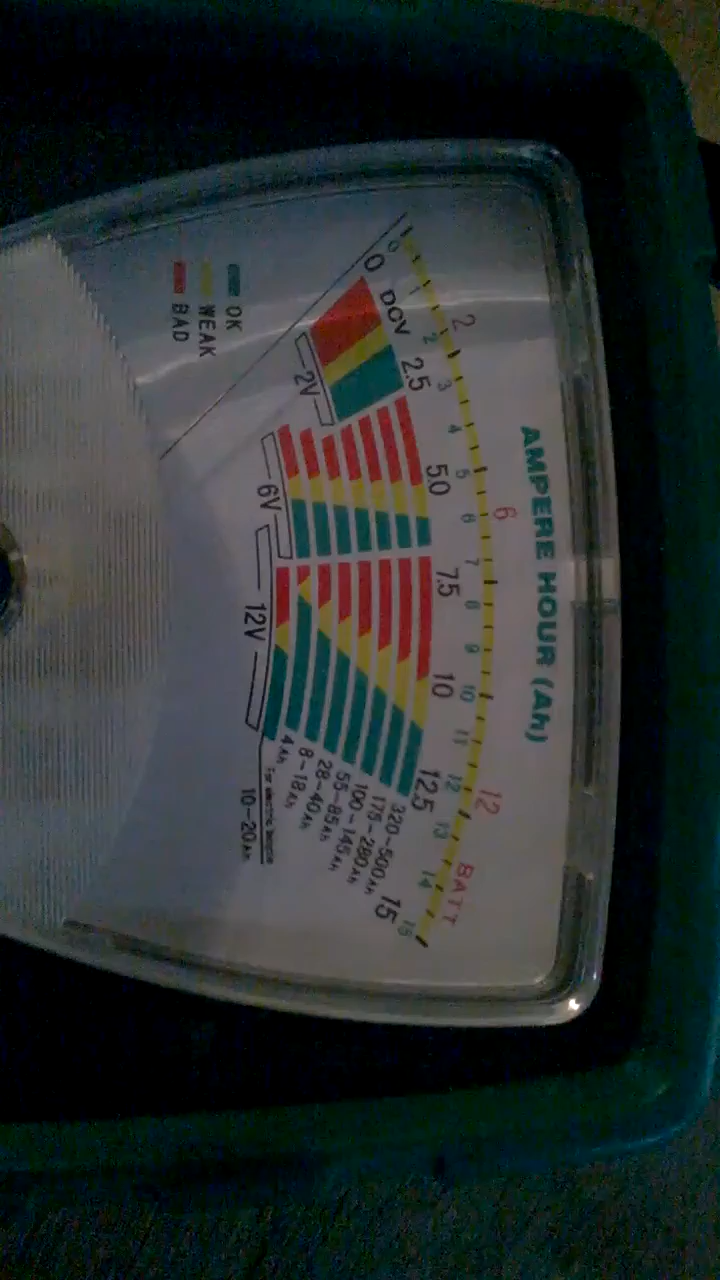 AMPERE HOUR (Ah)
2 6 12 BATT
0 1 2 3 4 5 6 7 8 9 10 11 12 13 14 15
0 2.5 5.0 7.5 10 12.5 15
DCV
320-500Ah
175-280Ah
100-145Ah
55-85Ah
28-40Ah
8-18Ah
4Ah
10-20Ah
2V
6V
12V
OK
WEAK
BAD